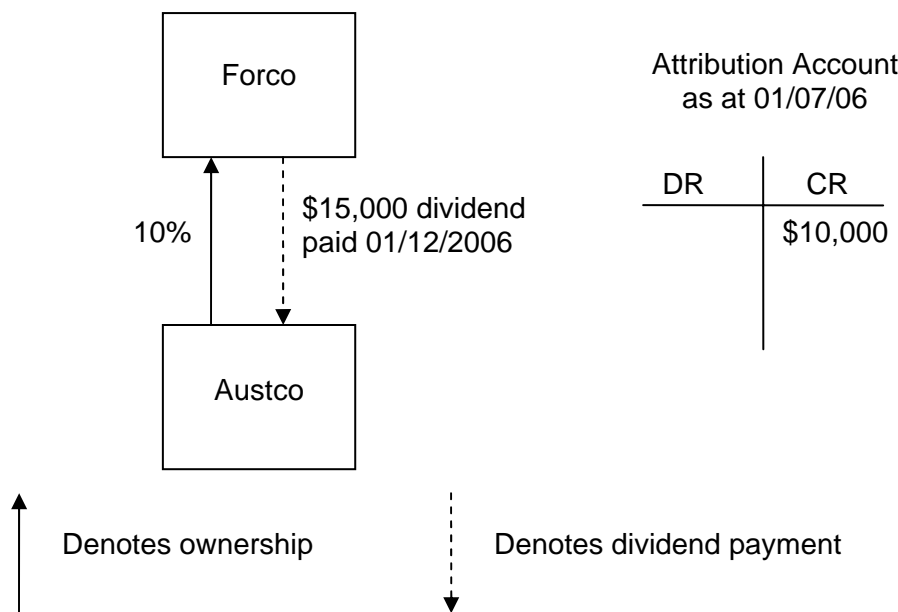 Forco
Attribution Account
as at 01/07/06
DR CR
$10,000
10%
$15,000 dividend
paid 01/12/2006
Austco
Denotes ownership
Denotes dividend payment